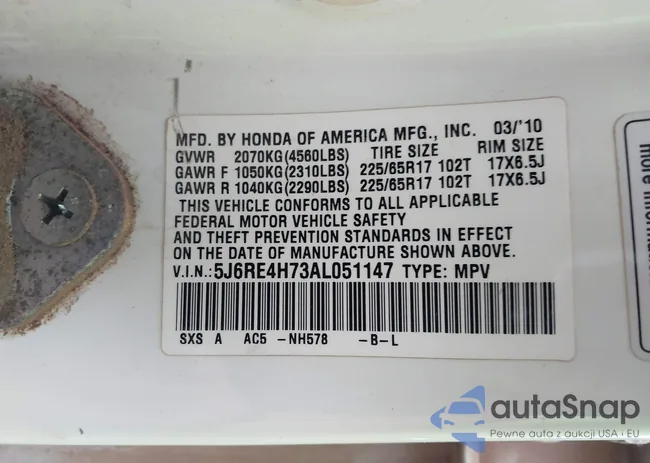 MFD. BY HONDA OF AMERICA MFG., INC. 03/'10
GVWR 2070KG(4560LBS) TIRE SIZE RIM SIZE
GAWR F 1050KG(2310LBS) 225/65R17 102T 17X6.5J
GAWR R 1040KG(2290LBS) 225/65R17 102T 17X6.5J
THIS VEHICLE CONFORMS TO ALL APPLICABLE
FEDERAL MOTOR VEHICLE SAFETY
AND THEFT PREVENTION STANDARDS IN EFFECT
ON THE DATE OF MANUFACTURE SHOWN ABOVE.
V.I.N.:5J6RE4H73AL051147 TYPE: MPV
SXS A AC5 -NH578 -B-L
more
autoSnap
Pewne auta z aukcji USA i EU